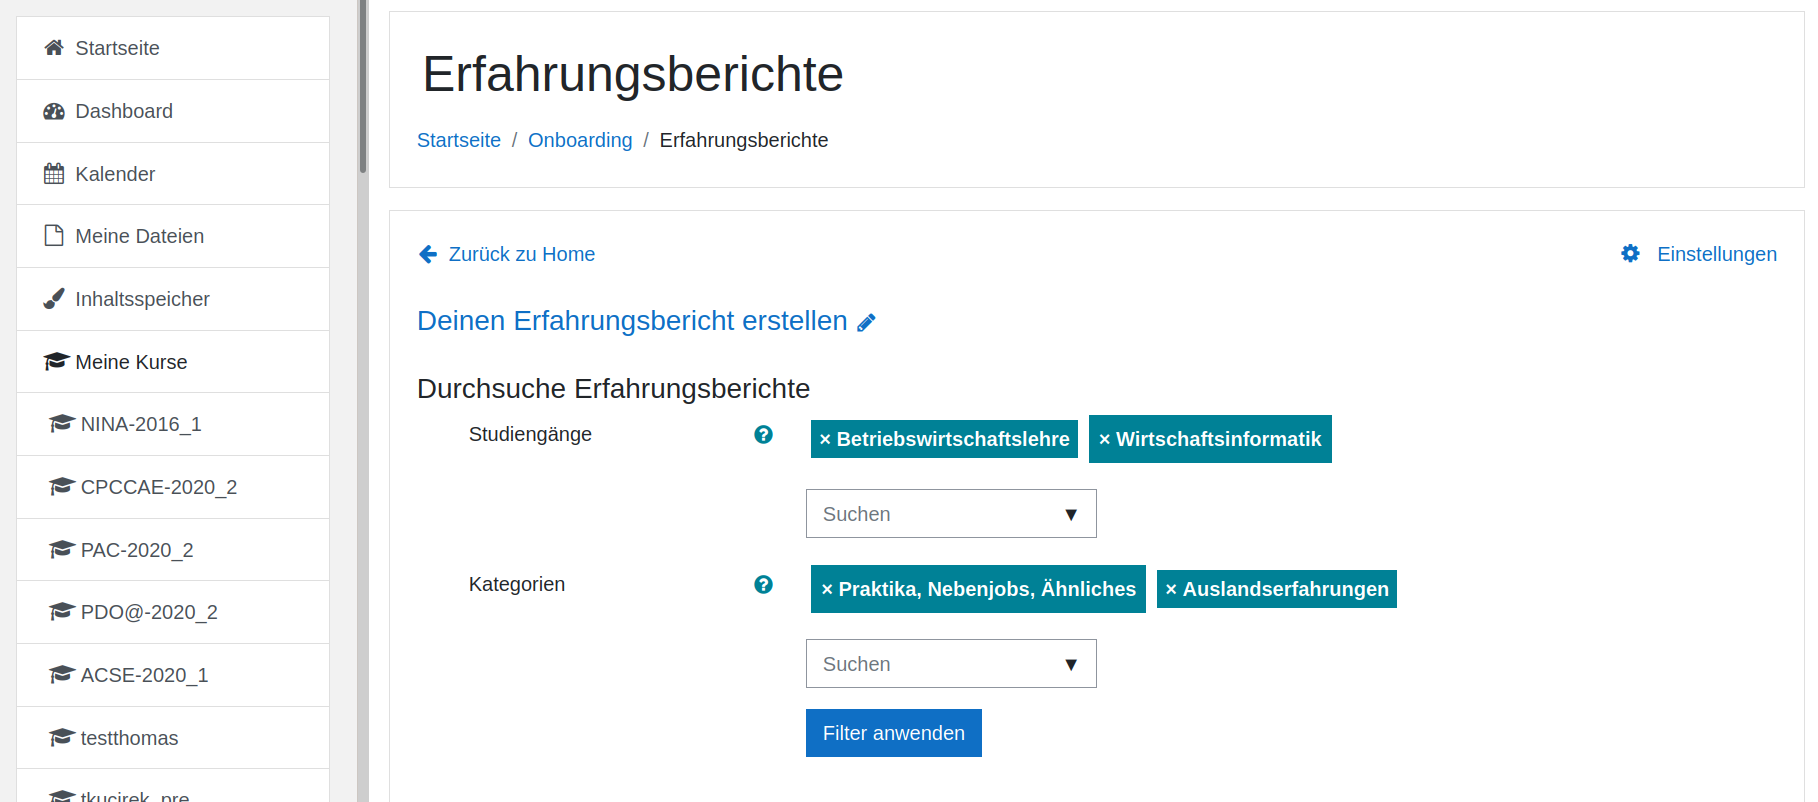 Startseite
Dashboard
Kalender
Meine Dateien
Inhaltsspeicher
Meine Kurse
NINA-2016_1
CPCCAE-2020_2
PAC-2020_2
PDO@-2020_2
ACSE-2020_1
testthomas
tkucirek_pre
Erfahrungsberichte
Startseite / Onboarding / Erfahrungsberichte
Zurück zu Home
Einstellungen
Deinen Erfahrungsbericht erstellen
Durchsuche Erfahrungsberichte
Studiengänge
× Betriebswirtschaftslehre × Wirtschaftsinformatik
Suchen ▼
Kategorien
× Praktika, Nebenjobs, Ähnliches × Auslandserfahrungen
Suchen ▼
Filter anwenden